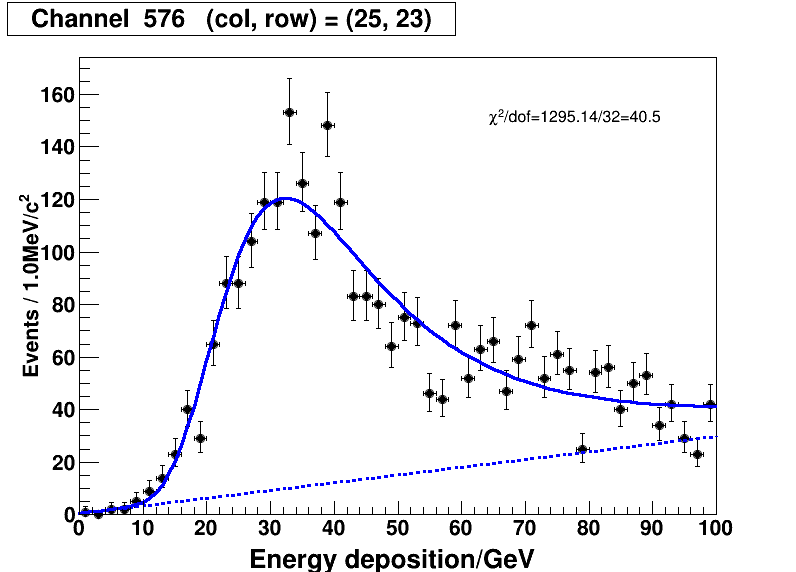 Channel 576 (col, row) = (25, 23)
χ²/dof=1295.14/32=40.5
Events / 1.0MeV/c²
160
140
120
100
80
60
40
20
0
0 10 20 30 40 50 60 70 80 90 100
Energy deposition/GeV